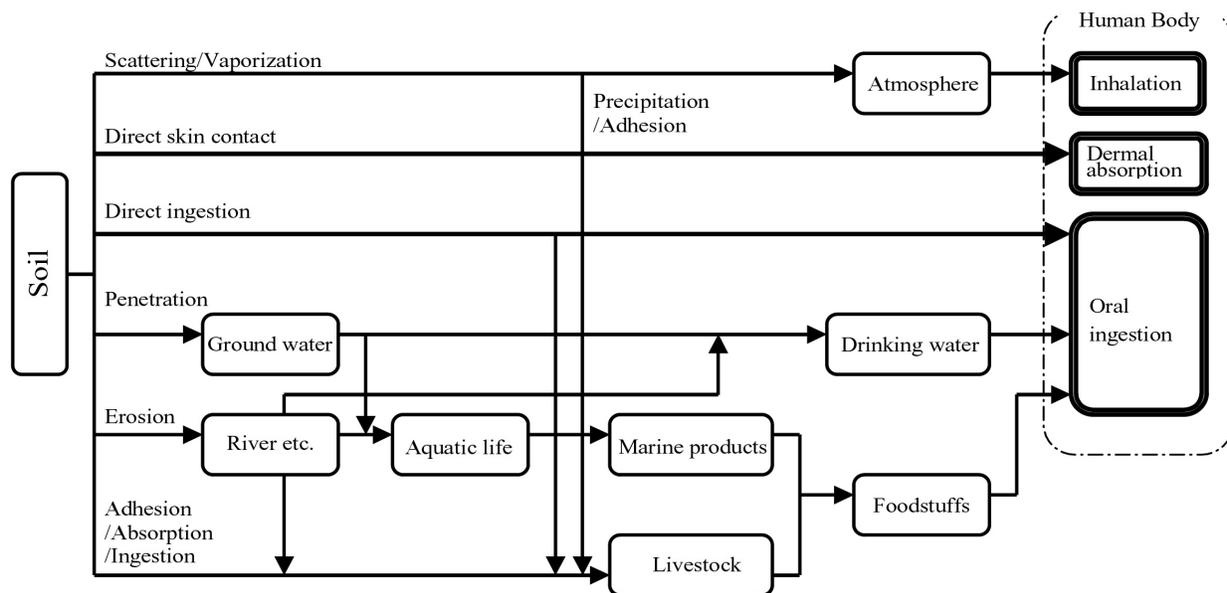 Human Body
Scattering/Vaporization
Atmosphere
Inhalation
Precipitation
/Adhesion
Direct skin contact
Dermal
absorption
Direct ingestion
Soil
Penetration
Oral
ingestion
Ground water
Drinking water
Erosion
River etc.
Aquatic life
Marine products
Foodstuffs
Adhesion
/Absorption
/Ingestion
Livestock